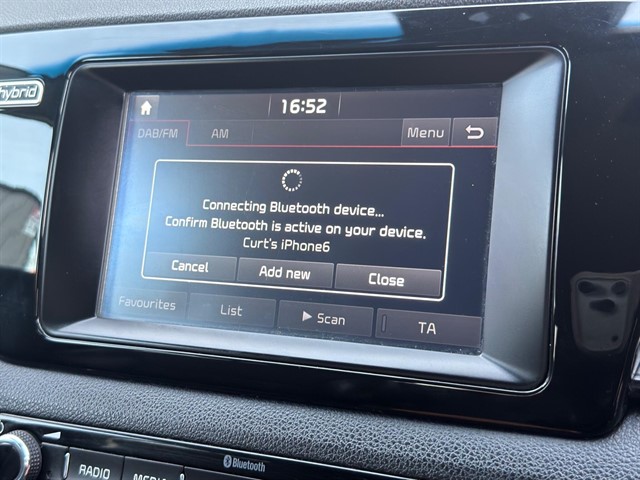 hybrid
16:52
DAB/FM AM Menu
Connecting Bluetooth device...
Confirm Bluetooth is active on your device.
Curt's iPhone6
Cancel Add new Close
Favourites List Scan TA
Bluetooth
RADIO MEDIA